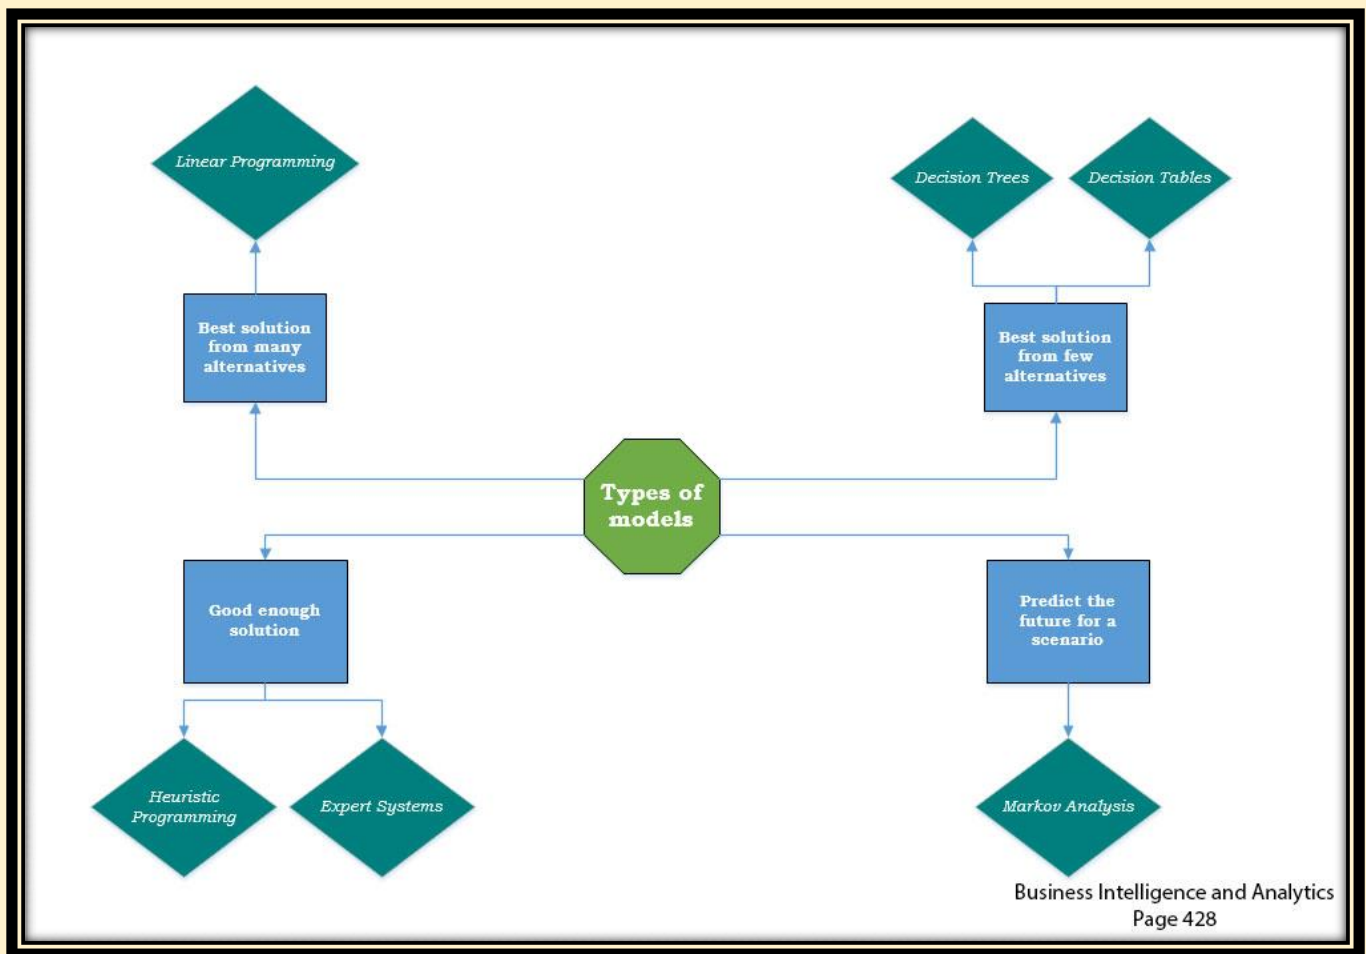 Linear Programming
Decision Trees
Decision Tables
Best solution
from many
alternatives
Best solution
from few
alternatives
Types of
models
Good enough
solution
Predict the
future for a
scenario
Heuristic
Programming
Expert Systems
Markov Analysis
Business Intelligence and Analytics
Page 428